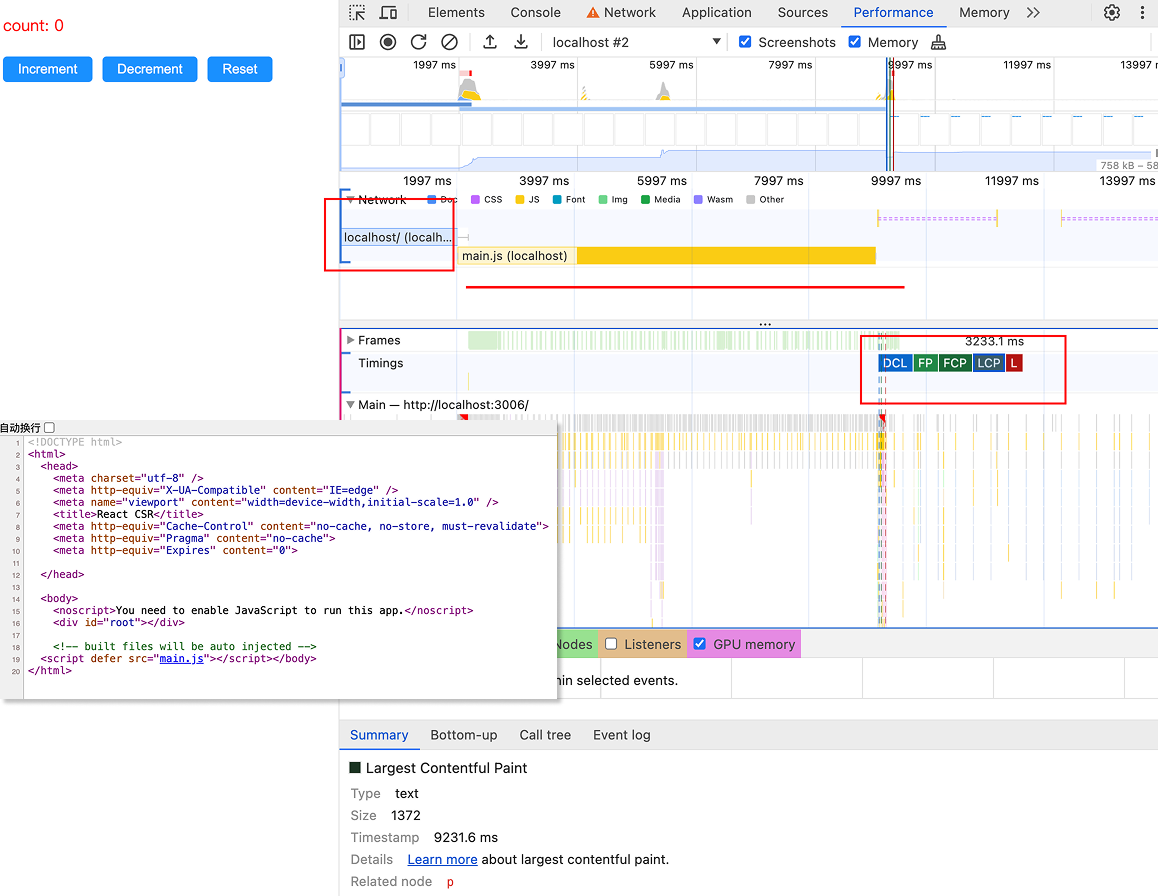 count: 0
Increment Decrement Reset
Elements Console Network Application Sources Performance Memory
localhost #2 Screenshots Memory
1997 ms 3997 ms 5997 ms 7997 ms 9997 ms 11997 ms 13997 ms
758 kB – 58
1997 ms 3997 ms 5997 ms 7997 ms 9997 ms 11997 ms 13997 ms
Network Doc CSS JS Font Img Media Wasm Other
localhost/ (localh...
main.js (localhost)
...
Frames 3233.1 ms
Timings DCL FP FCP LCP L
Main — http://localhost:3006/
自动换行
1 <!DOCTYPE html>
2 <html>
3 <head>
4 <meta charset="utf-8" />
5 <meta http-equiv="X-UA-Compatible" content="IE=edge" />
6 <meta name="viewport" content="width=device-width,initial-scale=1.0" />
7 <title>React CSR</title>
8 <meta http-equiv="Cache-Control" content="no-cache, no-store, must-revalidate">
9 <meta http-equiv="Pragma" content="no-cache">
10 <meta http-equiv="Expires" content="0">
11
12 </head>
13
14 <body>
15 <noscript>You need to enable JavaScript to run this app.</noscript>
16 <div id="root"></div>
17
18 <!-- built files will be auto injected -->
19 <script defer src="main.js"></script></body>
20 </html>
Nodes Listeners GPU memory
hin selected events.
Summary Bottom-up Call tree Event log
Largest Contentful Paint
Type text
Size 1372
Timestamp 9231.6 ms
Details Learn more about largest contentful paint.
Related node p